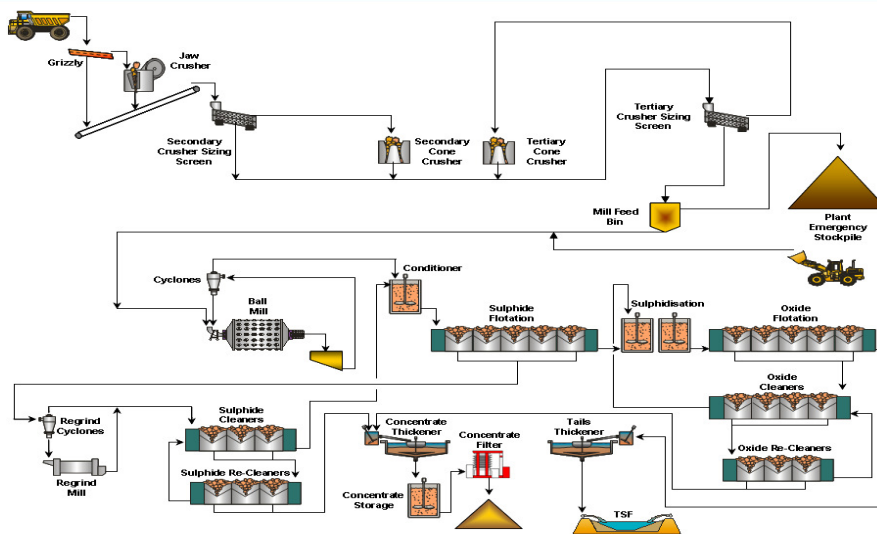 Grizzly
Jaw
Crusher
Secondary
Crusher Sizing
Screen
Secondary
Cone
Crusher
Tertiary
Cone
Crusher
Tertiary
Crusher Sizing
Screen
Mill Feed
Bin
Plant
Emergency
Stockpile
Cyclones
Ball
Mill
Conditioner
Sulphide
Flotation
Sulphidisation
Oxide
Flotation
Oxide
Cleaners
Regrind
Cyclones
Sulphide
Cleaners
Concentrate
Thickener
Concentrate
Filter
Tails
Thickener
Oxide Re-Cleaners
Regrind Mill
Sulphide Re-Cleaners
Concentrate
Storage
TSF